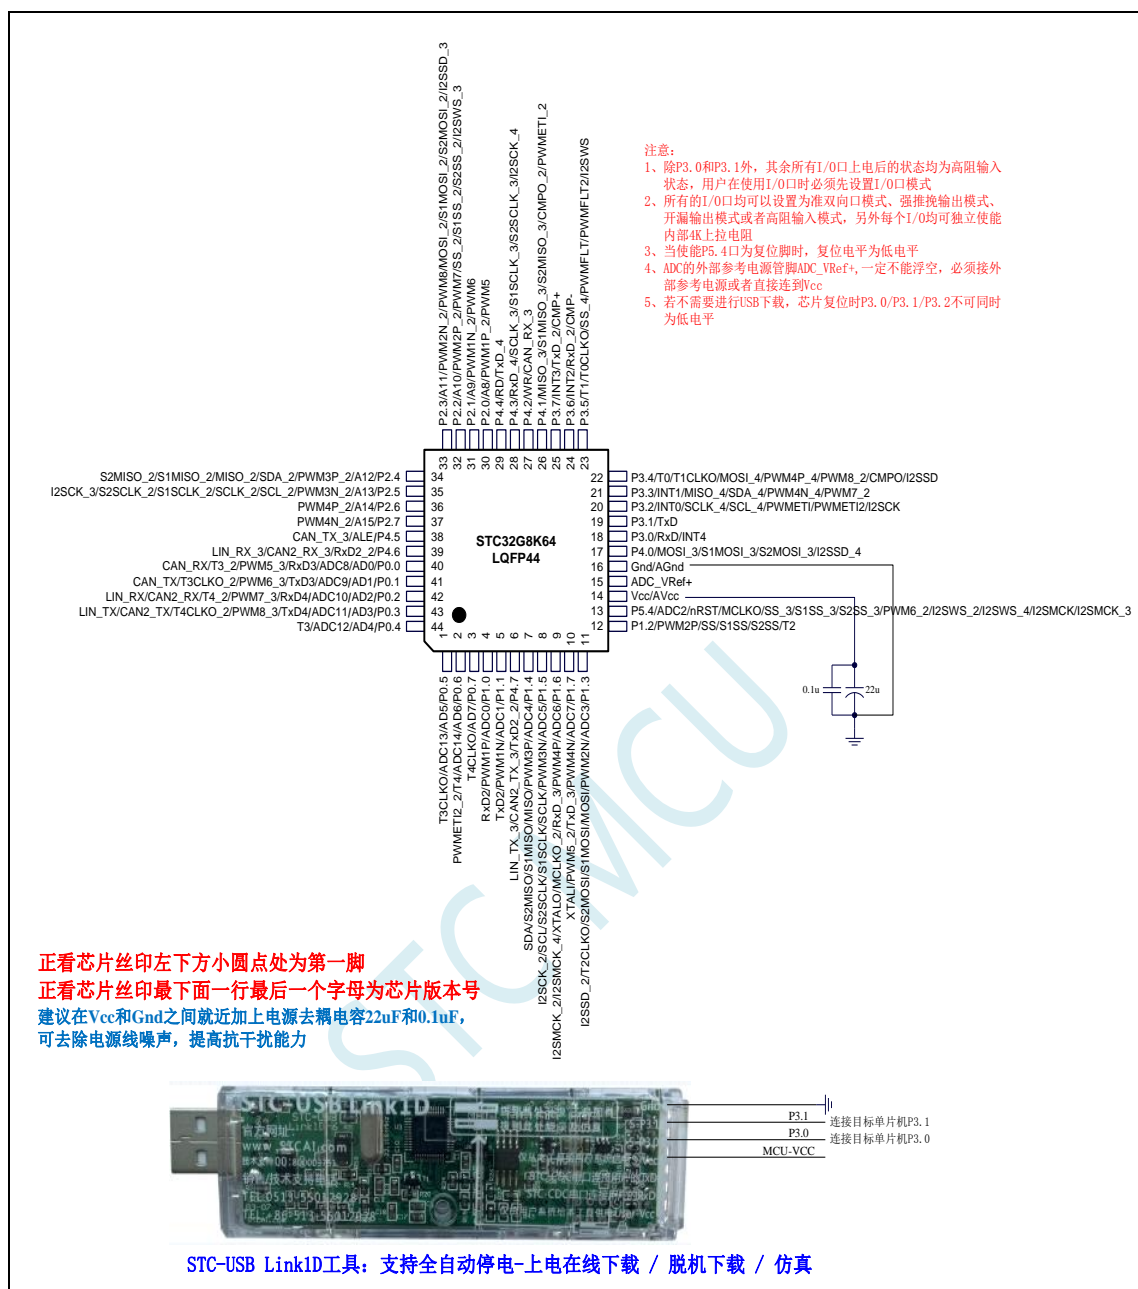 P2.3/A11/PWM2N_2/PWM8/MOSI_2/S1MOSI_2/S2MOSI_2/I2SSD_3
P2.2/A10/PWM2P_2/PWM7/SS_2/S1SS_2/S2SS_2/I2SWS_3
P2.1/A9/PWM1N_2/PWM6
P2.0/A8/PWM1P_2/PWM5
P4.4/RD/TxD_4
P4.3/RxD_4/SCLK_3/S1SCLK_3/S2SCLK_3/I2SCK_4
P4.2/WR/CAN_RX_3
P4.1/MISO_3/S1MISO_3/S2MISO_3/CMPO_2/PWMETI_2
P3.7/INT3/TxD_2/CMP+
P3.6/INT2/RxD_2/CMP-
P3.5/T1/T0CLKO/SS_4/PWMFLT/PWMFLT2/I2SWS
注意：
1、除P3.0和P3.1外，其余所有I/O口上电后的状态均为高阻输入
状态，用户在使用I/O口时必须先设置I/O口模式
2、所有的I/O口均可以设置为准双向口模式、强推挽输出模式、
开漏输出模式或者高阻输入模式，另外每个I/O均可独立使能
内部4K上拉电阻
3、当使能P5.4口为复位脚时，复位电平为低电平
4、ADC的外部参考电源管脚ADC_VRef+,一定不能浮空，必须接外
部参考电源或者直接连到Vcc
5、若不需要进行USB下载，芯片复位时P3.0/P3.1/P3.2不可同时
为低电平
33 32 31 30 29 28 27 26 25 24 23
S2MISO_2/S1MISO_2/MISO_2/SDA_2/PWM3P_2/A12/P2.4 34
I2SCK_3/S2SCLK_2/S1SCLK_2/SCLK_2/SCL_2/PWM3N_2/A13/P2.5 35
PWM4P_2/A14/P2.6 36
PWM4N_2/A15/P2.7 37
CAN_TX_3/ALE/P4.5 38
LIN_RX_3/CAN2_RX_3/RxD2_2/P4.6 39
CAN_RX/T3_2/PWM5_3/RxD3/ADC8/AD0/P0.0 40
CAN_TX/T3CLKO_2/PWM6_3/TxD3/ADC9/AD1/P0.1 41
LIN_RX/CAN2_RX/T4_2/PWM7_3/RxD4/ADC10/AD2/P0.2 42
LIN_TX/CAN2_TX/T4CLKO_2/PWM8_3/TxD4/ADC11/AD3/P0.3 43
T3/ADC12/AD4/P0.4 44
STC32G8K64
LQFP44
22 P3.4/T0/T1CLKO/MOSI_4/PWM4P_4/PWM8_2/CMPO/I2SSD
21 P3.3/INT1/MISO_4/SDA_4/PWM4N_4/PWM7_2
20 P3.2/INT0/SCLK_4/SCL_4/PWMETI/PWMETI2/I2SCK
19 P3.1/TxD
18 P3.0/RxD/INT4
17 P4.0/MOSI_3/S1MOSI_3/S2MOSI_3/I2SSD_4
16 Gnd/AGnd
15 ADC_VRef+
14 Vcc/AVcc
13 P5.4/ADC2/nRST/MCLKO/SS_3/S1SS_3/S2SS_3/PWM6_2/I2SWS_2/I2SWS_4/I2SMCK/I2SMCK_3
12 P1.2/PWM2P/SS/S1SS/S2SS/T2
1 2 3 4 5 6 7 8 9 10 11
T3CLKO/ADC13/AD5/P0.5
PWMETI2_2/T4/ADC14/AD6/P0.6
T4CLKO/AD7/P0.7
RxD2/PWM1P/ADC0/P1.0
TxD2/PWM1N/ADC1/P1.1
LIN_TX_3/CAN2_TX_3/TxD2_2/P4.7
SDA/S2MISO/S1MISO/MISO/PWM3P/ADC4/P1.4
I2SCK_2/SCL/S2SCLK/S1SCLK/SCLK/PWM3N/ADC5/P1.5
I2SMCK_2/I2SMCK_4/XTALO/MCLKO_2/RxD_3/PWM4P/ADC6/P1.6
XTALI/PWM5_2/TxD_3/PWM4N/ADC7/P1.7
I2SSD_2/T2CLKO/S2MOSI/S1MOSI/MOSI/PWM2N/ADC3/P1.3
0.1u 22u
STC MCU
正看芯片丝印左下方小圆点处为第一脚
正看芯片丝印最下面一行最后一个字母为芯片版本号
建议在Vcc和Gnd之间就近加上电源去耦电容22uF和0.1uF，
可去除电源线噪声，提高抗干扰能力
STC-USB Link1D
官方网址：
www.STCAI.com
TEL:0513-55012928
P3.1 连接目标单片机P3.1
P3.0 连接目标单片机P3.0
MCU-VCC
STC-USB Link1D工具：支持全自动停电-上电在线下载 / 脱机下载 / 仿真